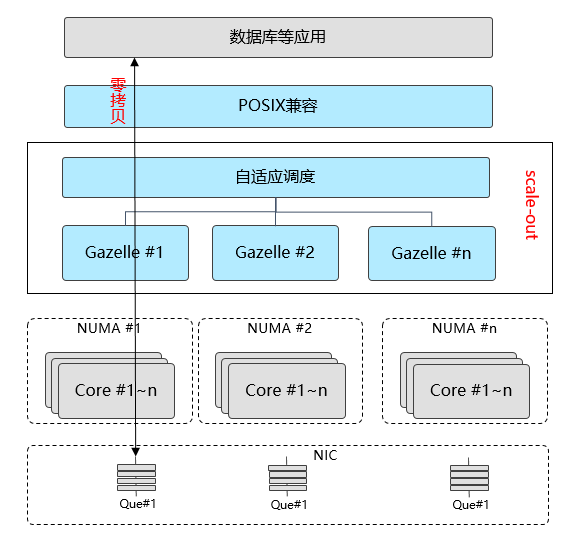 数据库等应用
零拷贝
POSIX兼容
自适应调度
scale-out
Gazelle #1
Gazelle #2
Gazelle #n
NUMA #1
NUMA #2
NUMA #n
Core #1~n
Core #1~n
Core #1~n
NIC
Que#1
Que#1
Que#1